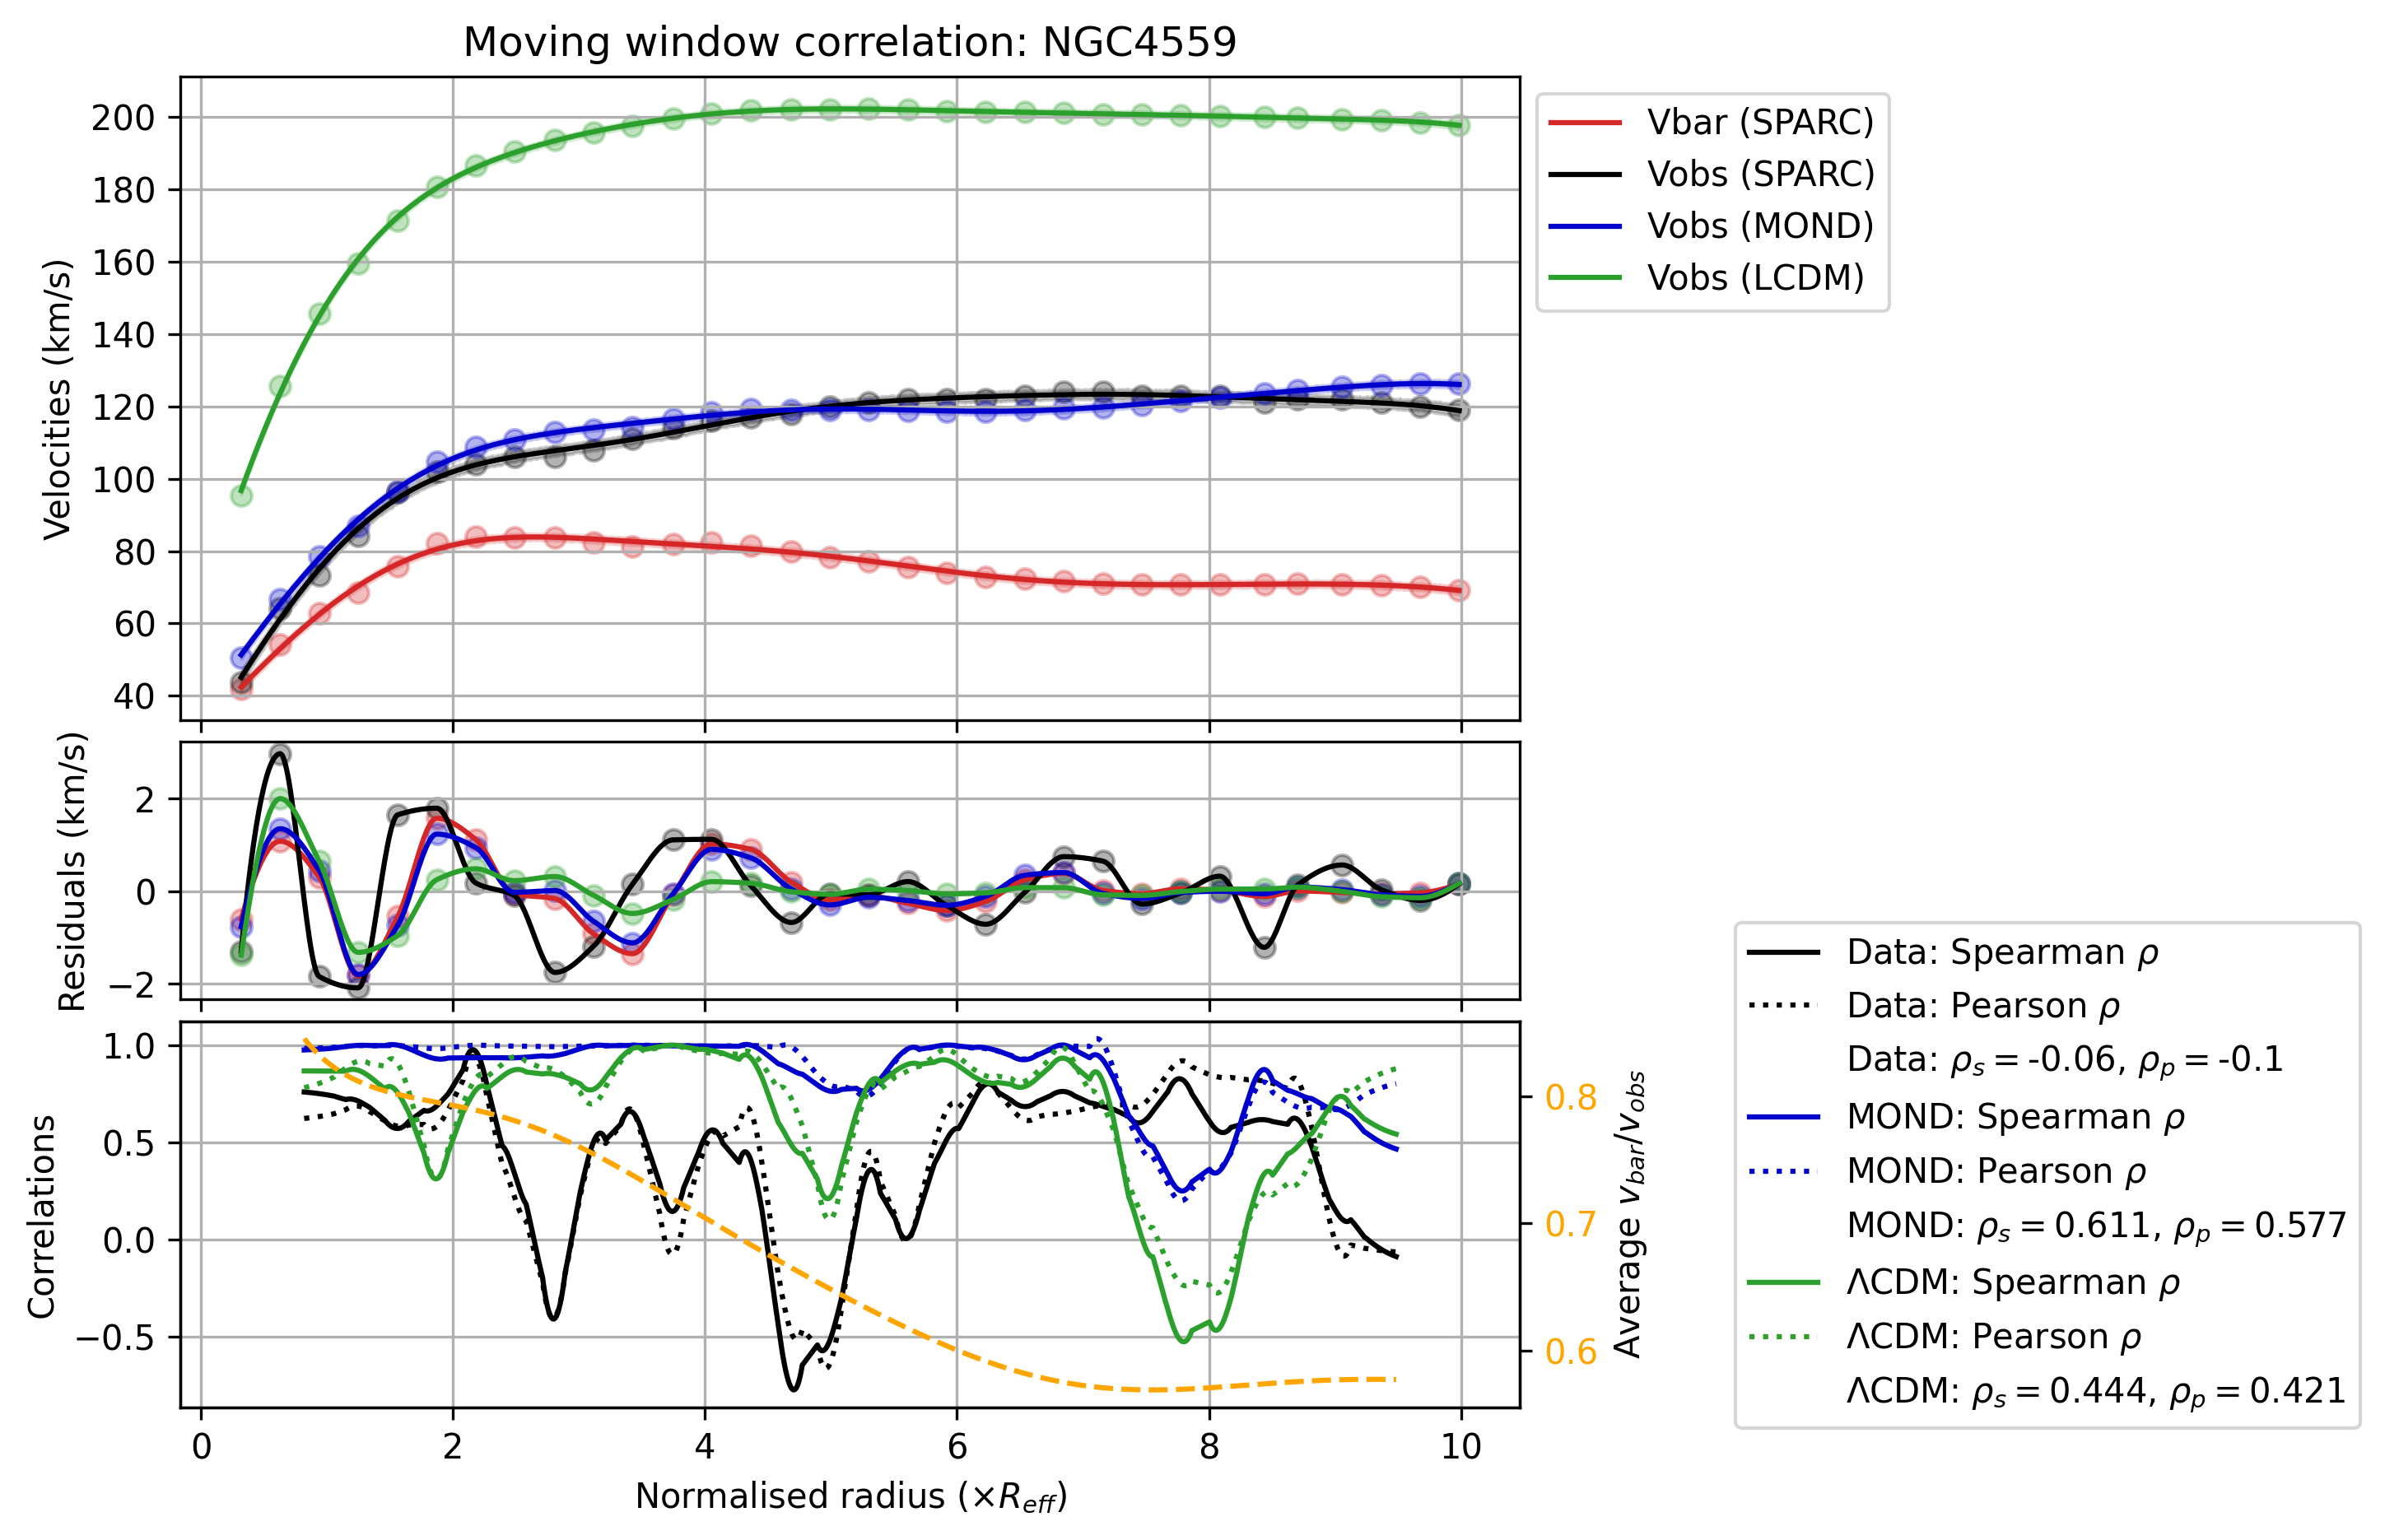 Moving window correlation: NGC4559
Velocities (km/s)
200
180
160
140
120
100
80
60
40
Vbar (SPARC)
Vobs (SPARC)
Vobs (MOND)
Vobs (LCDM)
Residuals (km/s)
2
0
−2
Correlations
1.0
0.5
0.0
−0.5
0.8
0.7
0.6
Average v_bar/v_obs
0 2 4 6 8 10
Normalised radius (×R_eff)
Data: Spearman ρ
Data: Pearson ρ
Data: ρ_s = -0.06, ρ_p = -0.1
MOND: Spearman ρ
MOND: Pearson ρ
MOND: ρ_s = 0.611, ρ_p = 0.577
ΛCDM: Spearman ρ
ΛCDM: Pearson ρ
ΛCDM: ρ_s = 0.444, ρ_p = 0.421